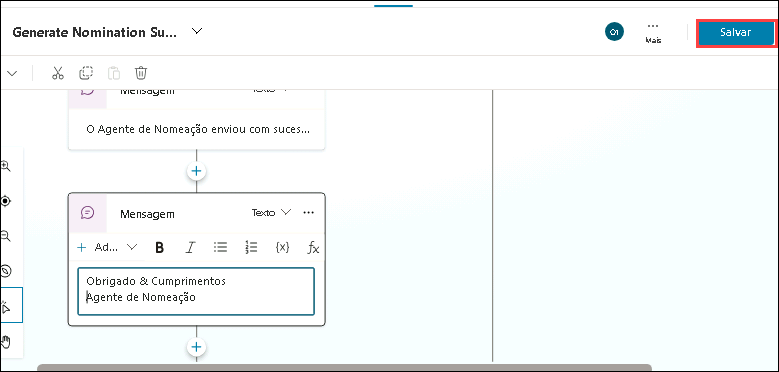 Generate Nomination Su...
Mais
Salvar
Mensagem
Texto
O Agente de Nomeação enviou com suces...
Mensagem
Texto
Ad...
B
I
{x}
fx
Obrigado & Cumprimentos
Agente de Nomeação